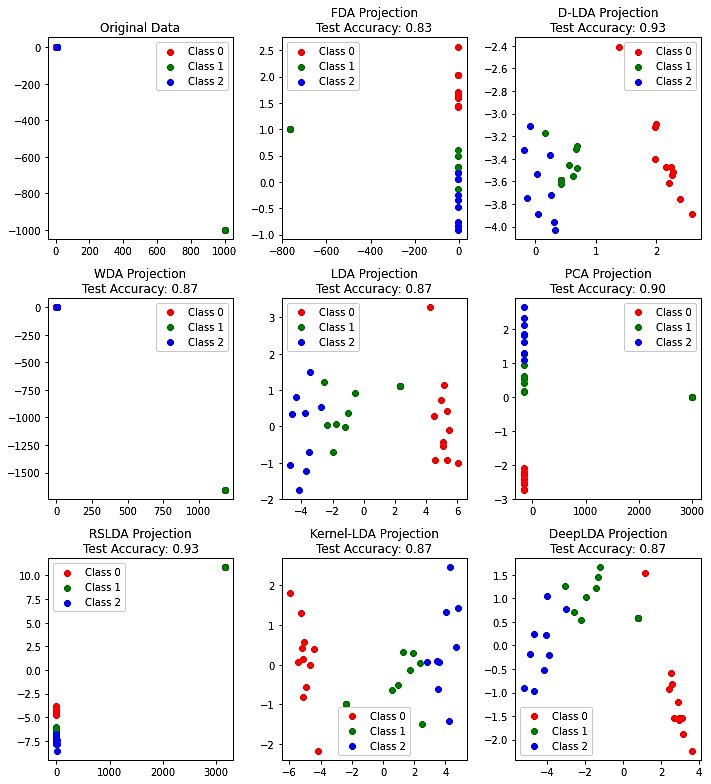 Original Data
0
−200
−400
−600
−800
−1000
0 200 400 600 800 1000
Class 0
Class 1
Class 2
FDA Projection
Test Accuracy: 0.83
2.5
2.0
1.5
1.0
0.5
0.0
−0.5
−1.0
−800 −600 −400 −200 0
Class 0
Class 1
Class 2
D-LDA Projection
Test Accuracy: 0.93
−2.4
−2.6
−2.8
−3.0
−3.2
−3.4
−3.6
−3.8
−4.0
0 1 2
Class 0
Class 1
Class 2
WDA Projection
Test Accuracy: 0.87
0
−250
−500
−750
−1000
−1250
−1500
0 250 500 750 1000
Class 0
Class 1
Class 2
LDA Projection
Test Accuracy: 0.87
3
2
1
0
−1
−2
−4 −2 0 2 4 6
Class 0
Class 1
Class 2
PCA Projection
Test Accuracy: 0.90
2
1
0
−1
−2
−3
0 1000 2000 3000
Class 0
Class 1
Class 2
RSLDA Projection
Test Accuracy: 0.93
10.0
7.5
5.0
2.5
0.0
−2.5
−5.0
−7.5
0 1000 2000 3000
Class 0
Class 1
Class 2
Kernel-LDA Projection
Test Accuracy: 0.87
2
1
0
−1
−2
−6 −4 −2 0 2 4
Class 0
Class 1
Class 2
DeepLDA Projection
Test Accuracy: 0.87
1.5
1.0
0.5
0.0
−0.5
−1.0
−1.5
−2.0
−4 −2 0 2 4
Class 0
Class 1
Class 2